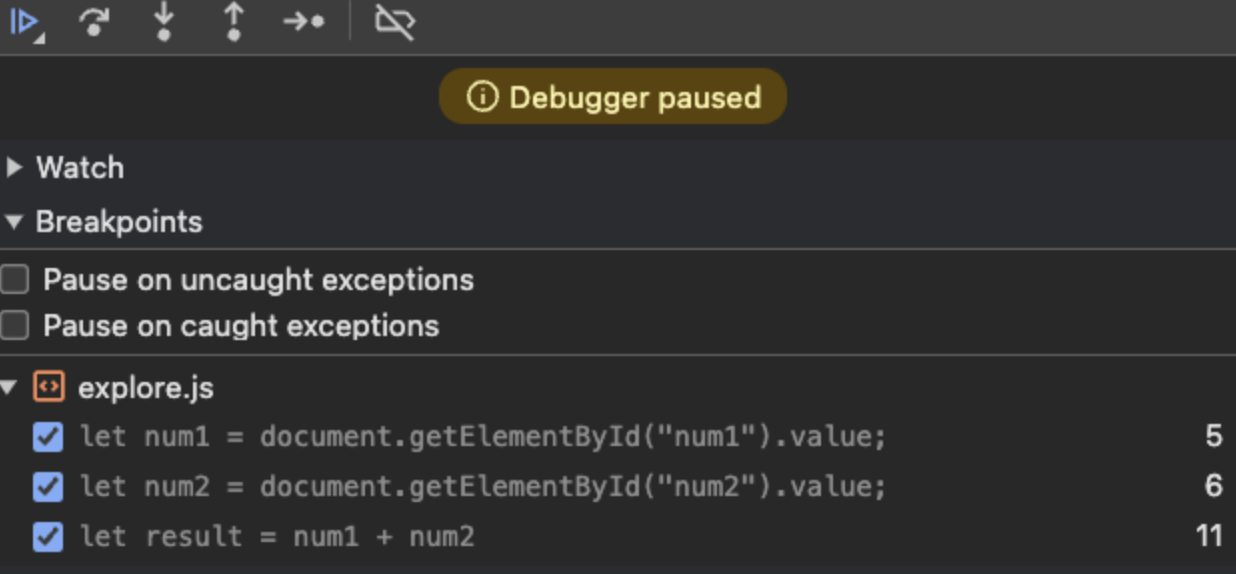 Debugger paused
Watch
Breakpoints
Pause on uncaught exceptions
Pause on caught exceptions
explore.js
let num1 = document.getElementById("num1").value; 5
let num2 = document.getElementById("num2").value; 6
let result = num1 + num2 11